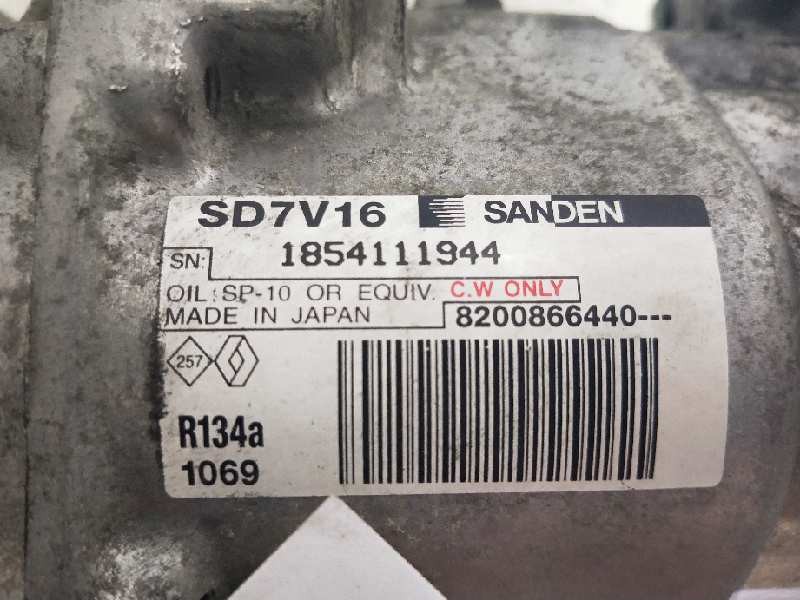 SD7V16 SANDEN
SN: 1854111944
OIL: SP-10 OR EQUIV. C.W ONLY
MADE IN JAPAN 8200866440---
257
R134a
1069